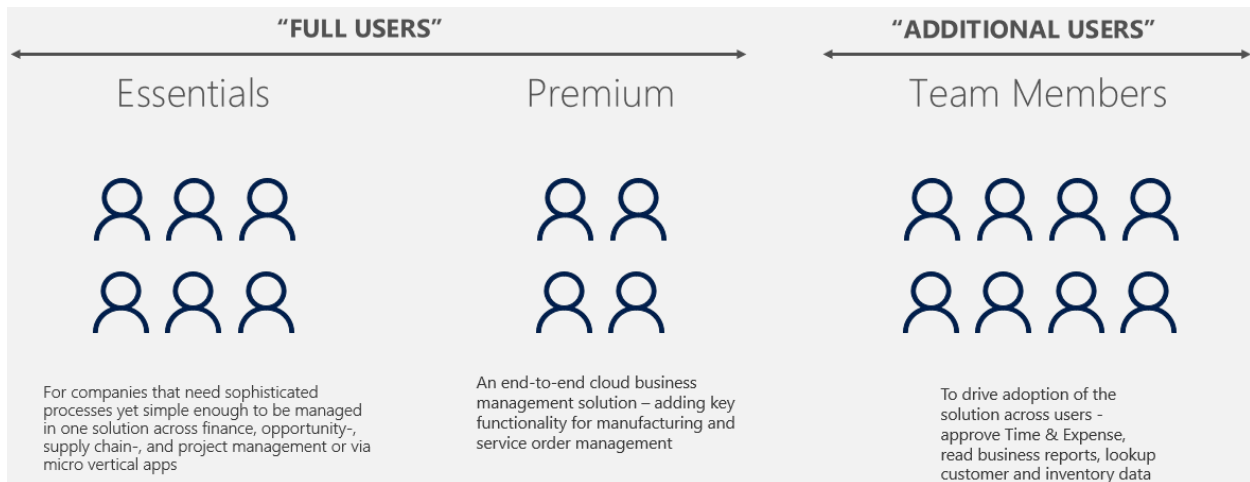 “FULL USERS”
“ADDITIONAL USERS”
Essentials
Premium
Team Members
For companies that need sophisticated
processes yet simple enough to be managed
in one solution across finance, opportunity-,
supply chain-, and project management or via
micro vertical apps
An end-to-end cloud business
management solution – adding key
functionality for manufacturing and
service order management
To drive adoption of the
solution across users -
approve Time & Expense,
read business reports, lookup
customer and inventory data